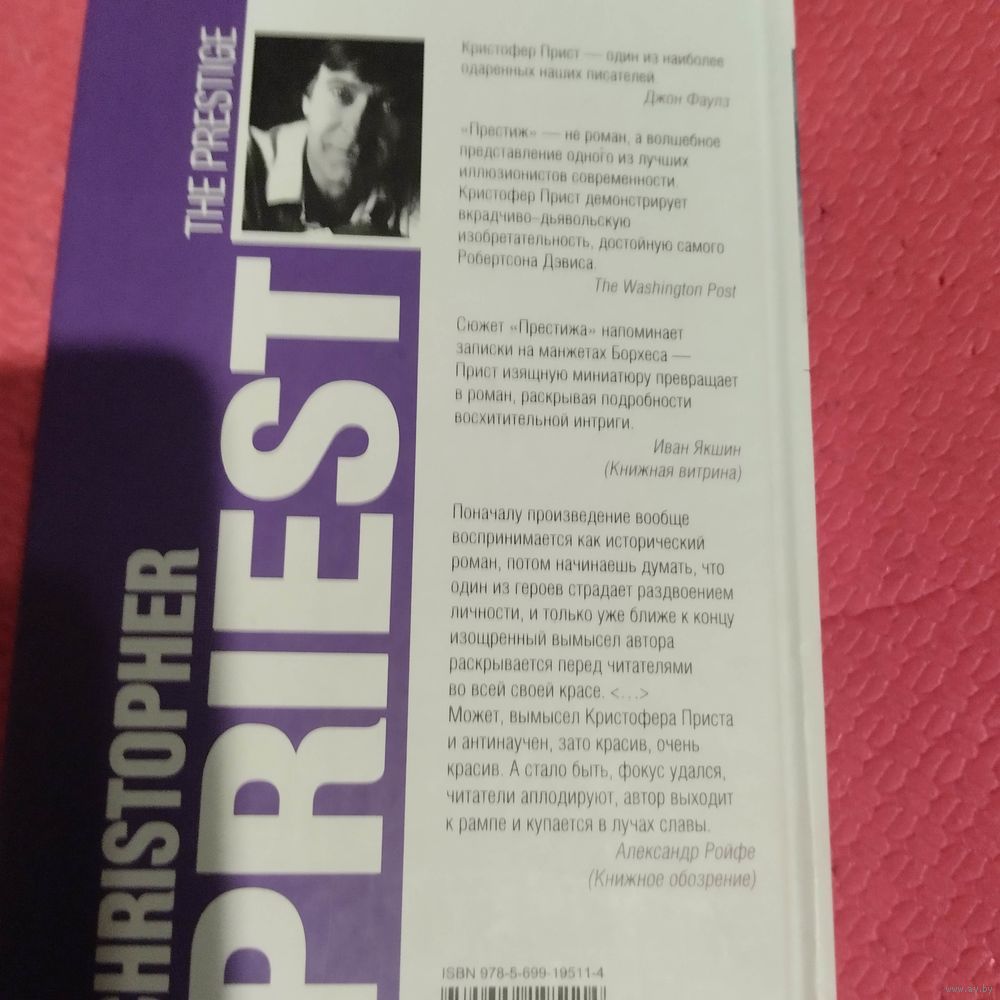 THE PRESTIGE
CHRISTOPHER
PRIEST
Кристофер Прист — один из наиболее
одаренных наших писателей.
Джон Фаулз
«Престиж» — не роман, а волшебное
представление одного из лучших
иллюзионистов современности.
Кристофер Прист демонстрирует
вкрадчиво-дьявольскую
изобретательность, достойную самого
Робертсона Дэвиса.
The Washington Post
Сюжет «Престижа» напоминает
записки на манжетах Борхеса —
Прист изящную миниатюру превращает
в роман, раскрывая подробности
восхитительной интриги.
Иван Якшин
(Книжная витрина)
Поначалу произведение вообще
воспринимается как исторический
роман, потом начинаешь думать, что
один из героев страдает раздвоением
личности, и только уже ближе к концу
изощренный вымысел автора
раскрывается перед читателями
во всей своей красе. <...>
Может, вымысел Кристофера Приста
и антинаучен, зато красив, очень
красив. А стало быть, фокус удался,
читатели аплодируют, автор выходит
к рампе и купается в лучах славы.
Александр Ройфе
(Книжное обозрение)
ISBN 978-5-699-19511-4
www.ay.by